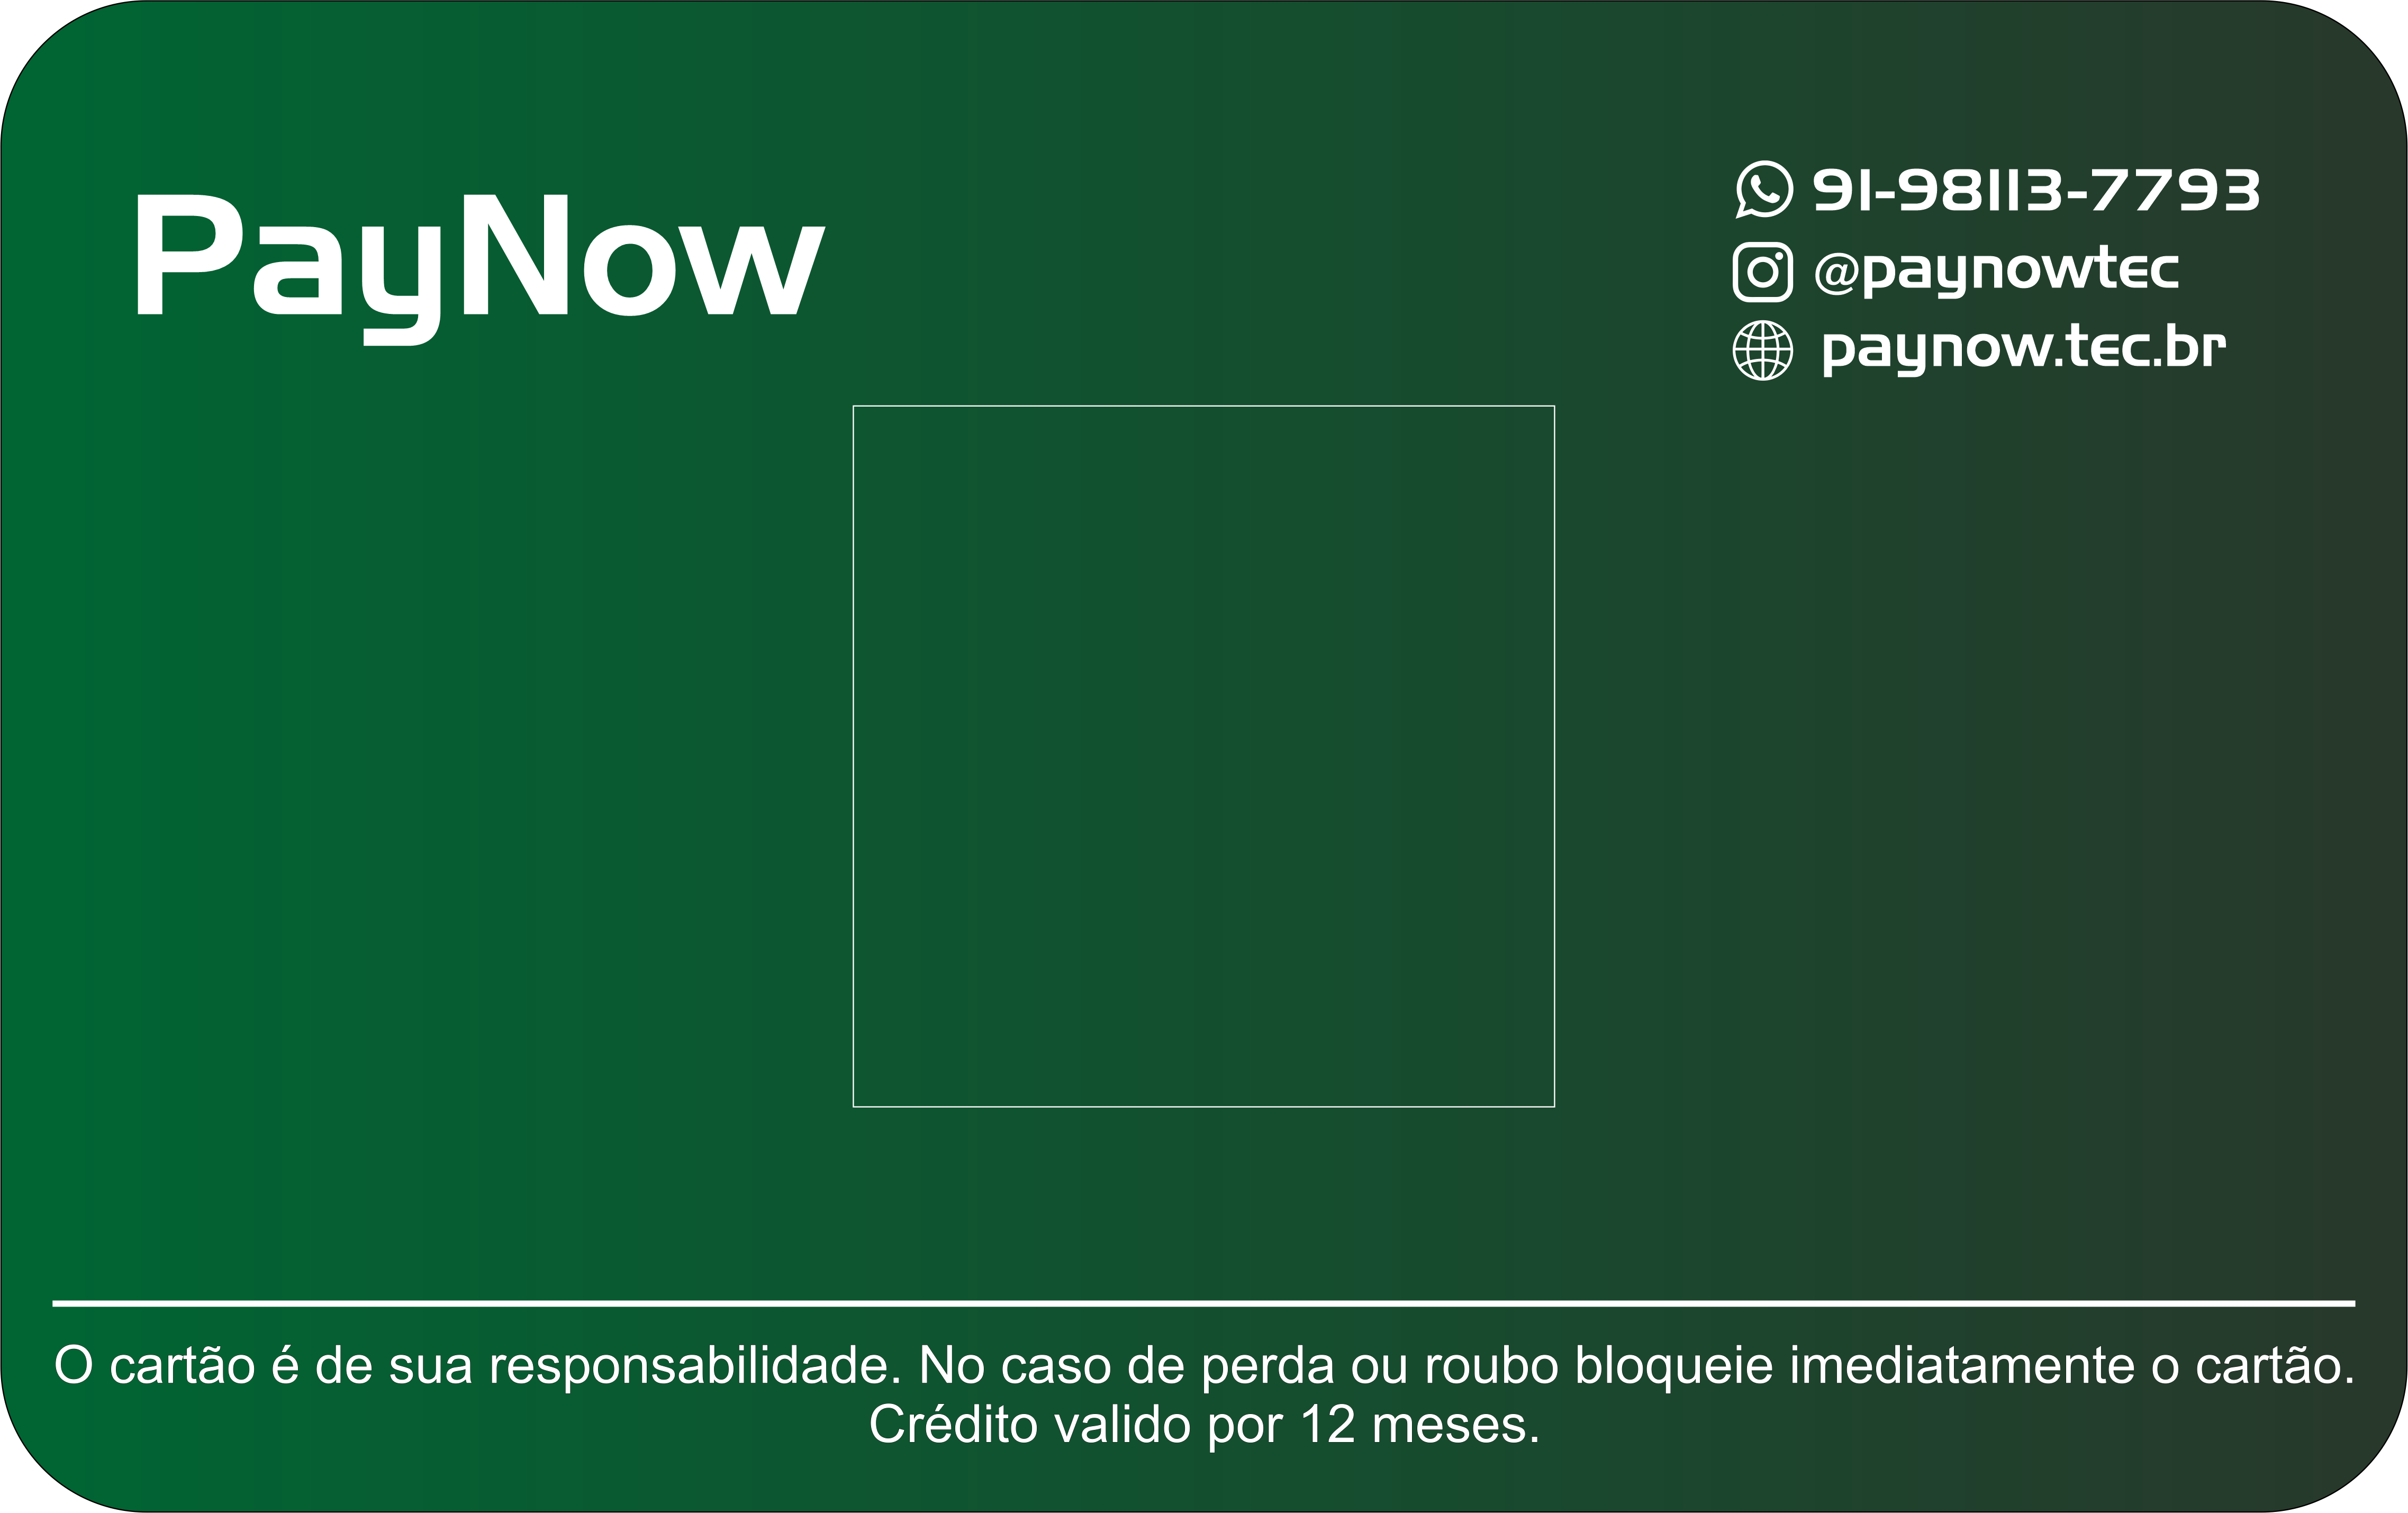 PayNow
91-98113-7793
@paynowtec
paynow.tec.br
O cartão é de sua responsabilidade. No caso de perda ou roubo bloqueie imediatamente o cartão.
Crédito valido por 12 meses.